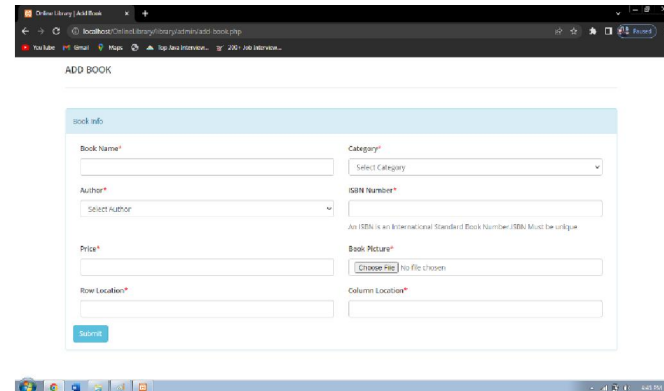 Online Library | Add Book
localhost/OnlineLibrary/library/admin/add-book.php
Paused
YouTube Gmail Maps Top Java Interview... 200+ Job Interview...
ADD BOOK
Book Info
Book Name* Category*
Select Category
Author* ISBN Number*
Select Author
An ISBN is an International Standard Book Number.ISBN Must be unique
Price* Book Picture*
Choose File No file chosen
Row Location* Column Location*
Submit
4:45 PM